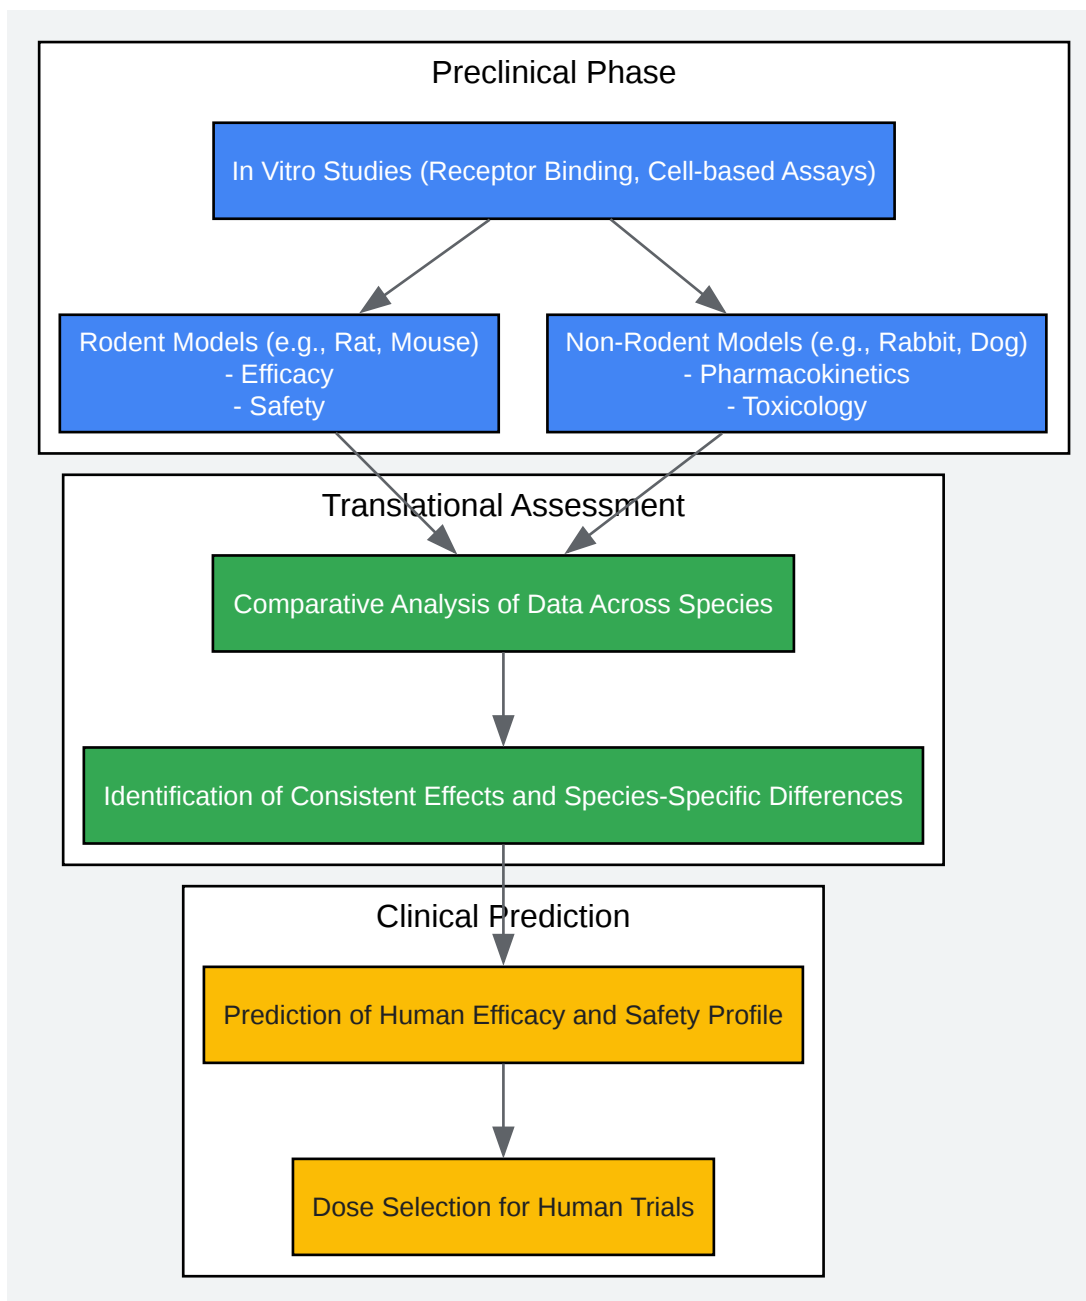 Preclinical Phase
In Vitro Studies (Receptor Binding, Cell-based Assays)
Rodent Models (e.g., Rat, Mouse)
- Efficacy
- Safety
Non-Rodent Models (e.g., Rabbit, Dog)
- Pharmacokinetics
- Toxicology
Translational Assessment
Comparative Analysis of Data Across Species
Identification of Consistent Effects and Species-Specific Differences
Clinical Prediction
Prediction of Human Efficacy and Safety Profile
Dose Selection for Human Trials